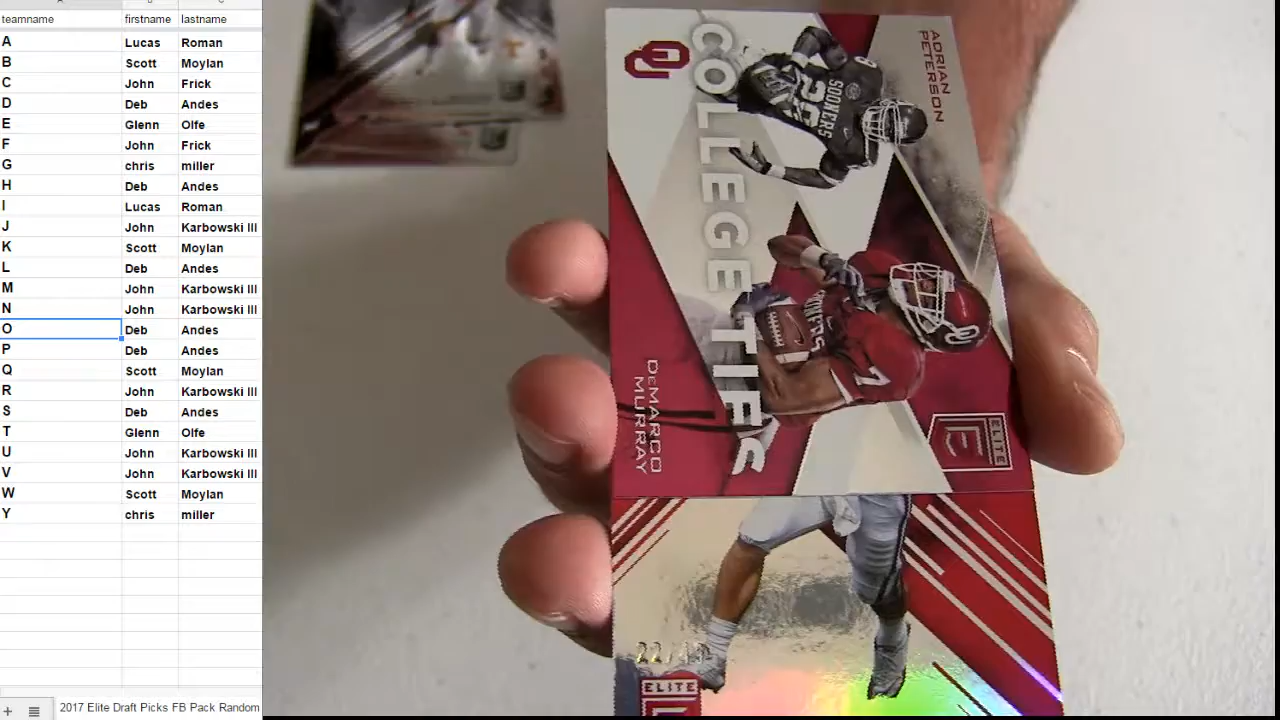 teamname firstname lastname
A Lucas Roman
B Scott Moylan
C John Frick
D Deb Andes
E Glenn Olfe
F John Frick
G chris miller
H Deb Andes
I Lucas Roman
J John Karbowski III
K Scott Moylan
L Deb Andes
M John Karbowski III
N John Karbowski III
O Deb Andes
P Deb Andes
Q Scott Moylan
R John Karbowski III
S Deb Andes
T Glenn Olfe
U John Karbowski III
V John Karbowski III
W Scott Moylan
Y chris miller
2017 Elite Draft Picks FB Pack Random
ADRIAN
PETERSON
OU
COLLEGE TIES
SOONERS
7
DEMARCO
MURRAY
ELITE
ELITE